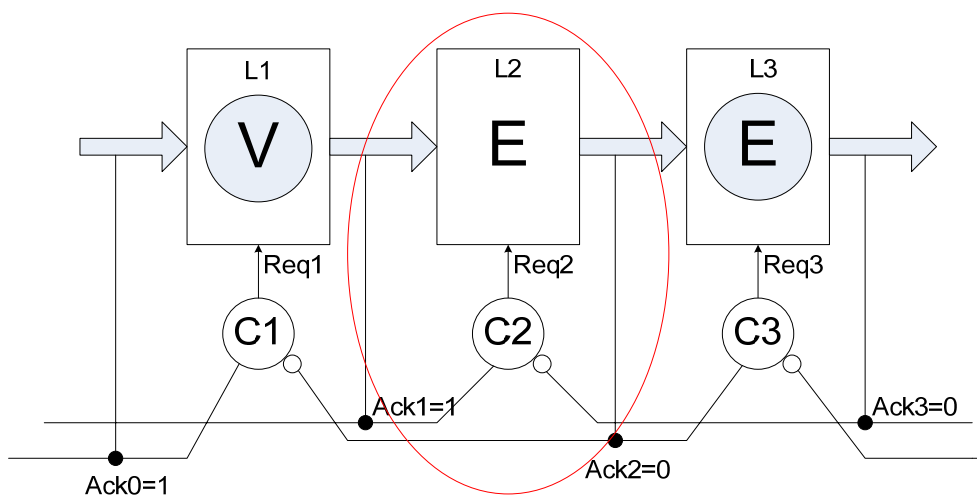 L1
L2
L3
V
E
E
Req1
Req2
Req3
C1
C2
C3
Ack1=1
Ack3=0
Ack0=1
Ack2=0